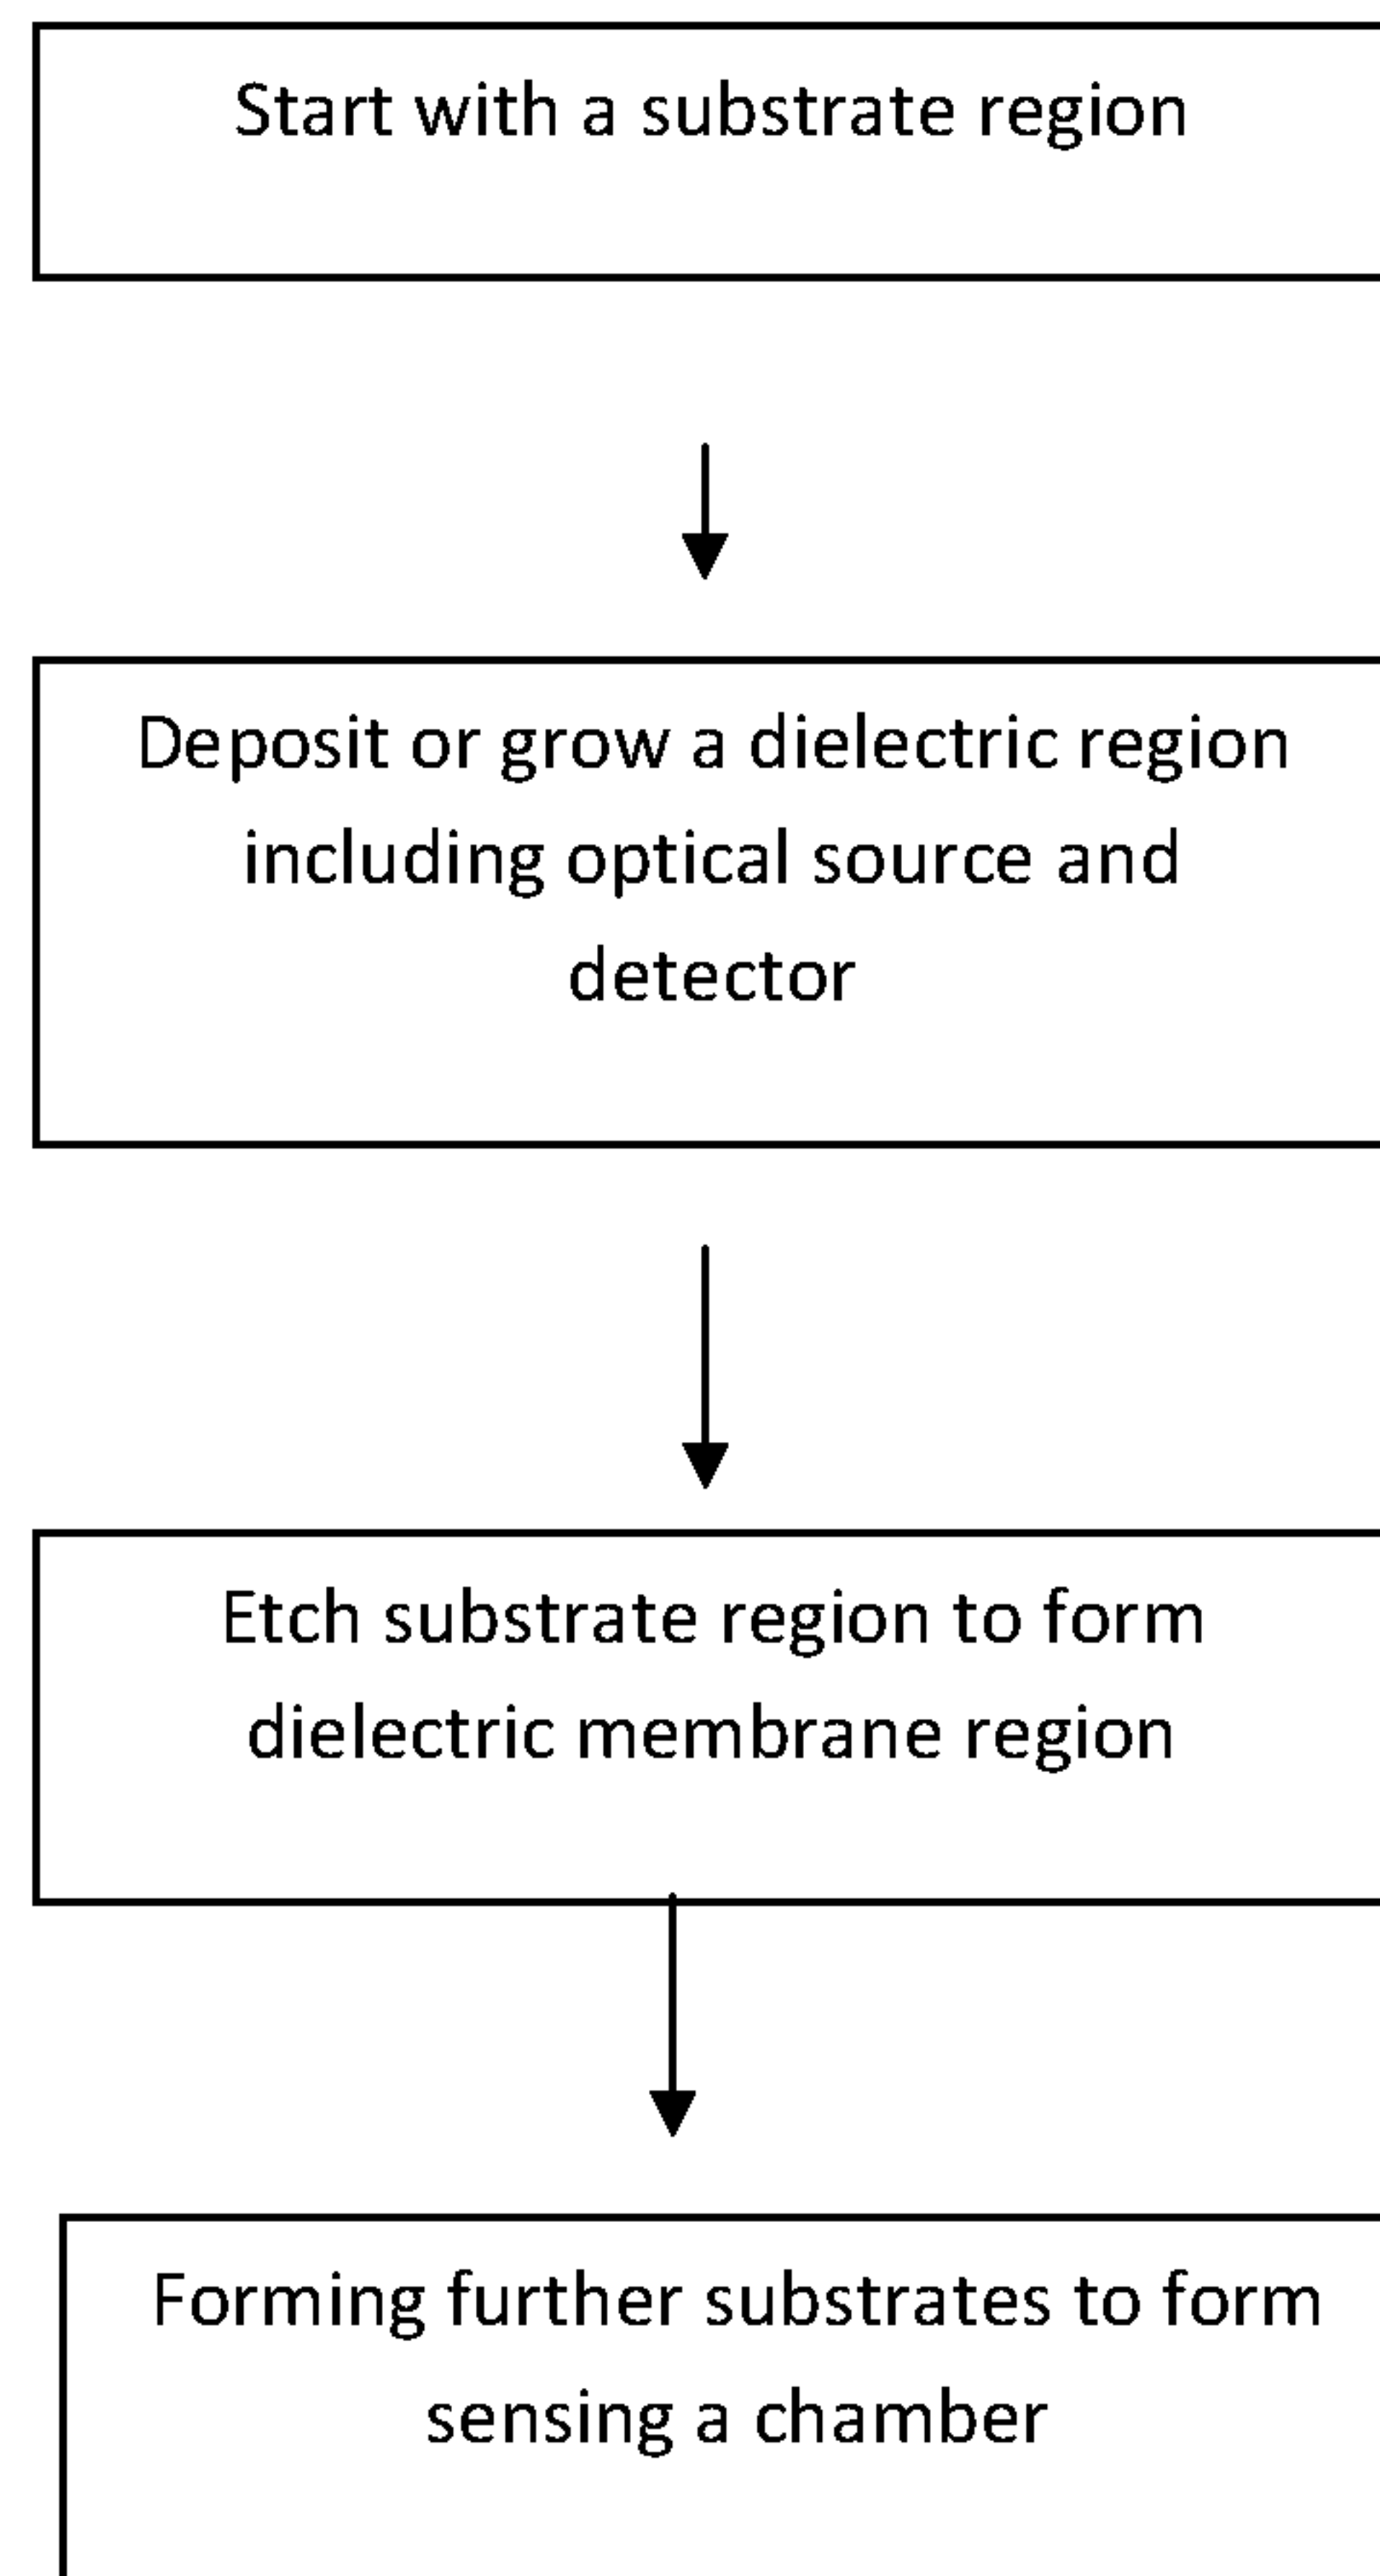 Start with a substrate region
Deposit or grow a dielectric region
including optical source and
detector
Etch substrate region to form
dielectric membrane region
Forming further substrates to form
sensing a chamber